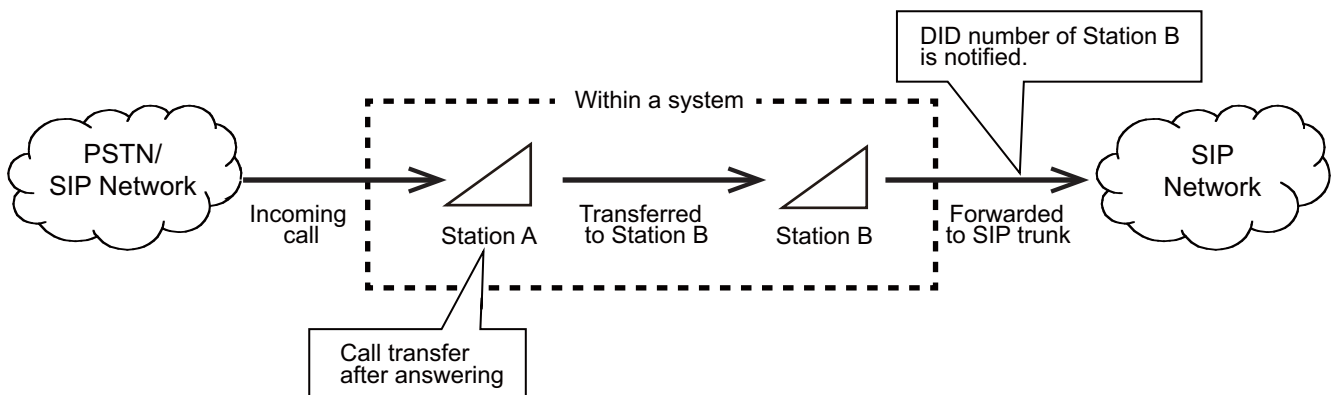 DID number of Station B
is notified.
Within a system
PSTN/
SIP Network
Incoming
call
Station A
Transferred
to Station B
Station B
Forwarded
to SIP trunk
SIP
Network
Call transfer
after answering